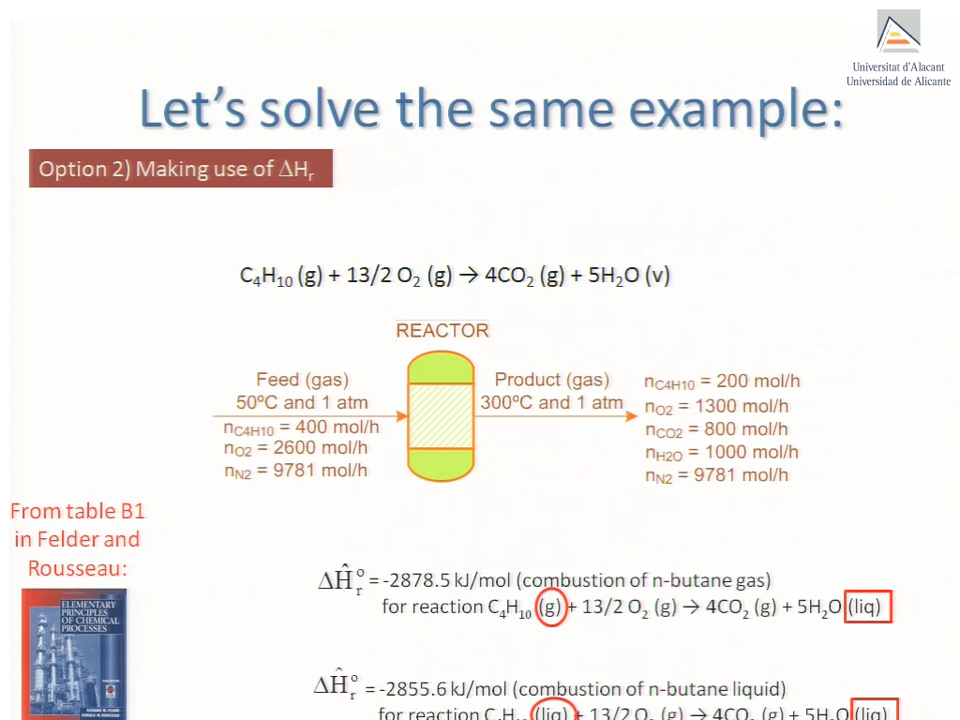 Universitat d'Alacant
Universidad de Alicante
Let's solve the same example:
Option 2) Making use of ΔHr
C4H10 (g) + 13/2 O2 (g) → 4CO2 (g) + 5H2O (v)
REACTOR
Feed (gas)
50ºC and 1 atm
nC4H10 = 400 mol/h
nO2 = 2600 mol/h
nN2 = 9781 mol/h
Product (gas)
300ºC and 1 atm
nC4H10 = 200 mol/h
nO2 = 1300 mol/h
nCO2 = 800 mol/h
nH2O = 1000 mol/h
nN2 = 9781 mol/h
From table B1
in Felder and
Rousseau:
ELEMENTARY
PRINCIPLES
OF CHEMICAL
PROCESSES
ΔĤr° = -2878.5 kJ/mol (combustion of n-butane gas)
for reaction C4H10 (g) + 13/2 O2 (g) → 4CO2 (g) + 5H2O (liq)
ΔĤr° = -2855.6 kJ/mol (combustion of n-butane liquid)
for reaction C4H10 (liq) + 13/2 O2 (g) → 4CO2 (g) + 5H2O (liq)